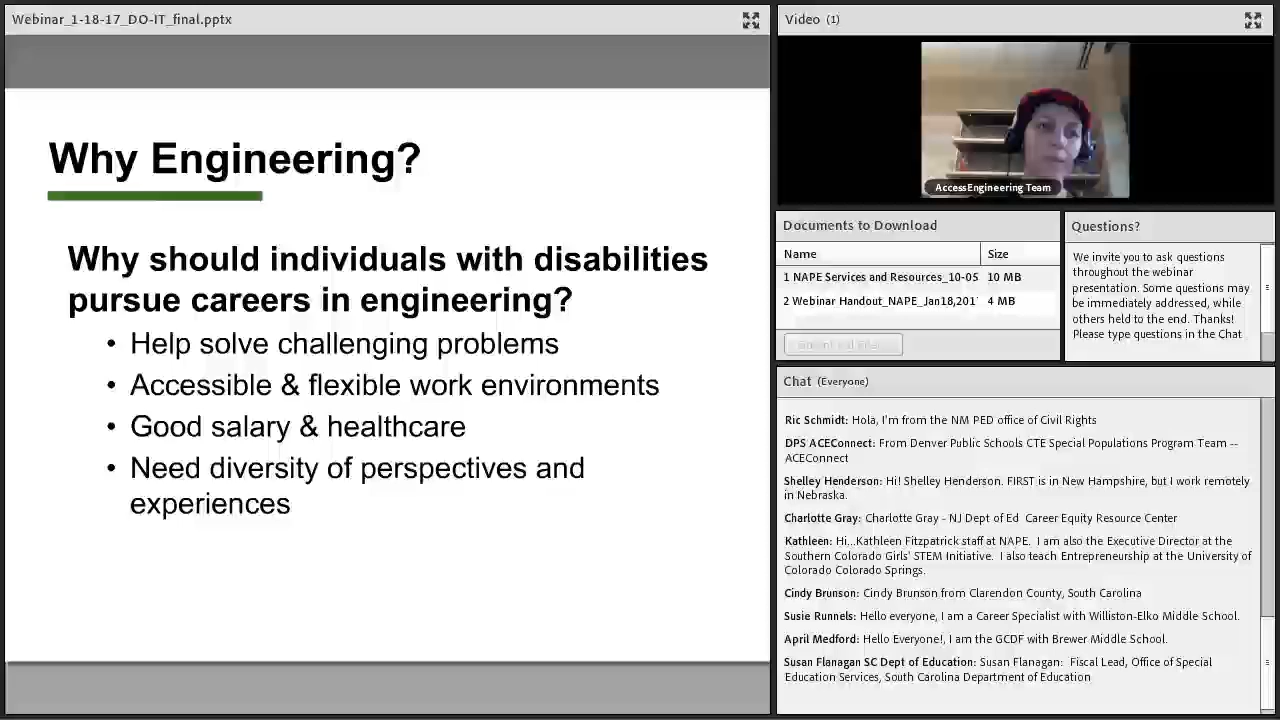 Webinar_1-18-17_DO-IT_final.pptx
Why Engineering?
Why should individuals with disabilities
pursue careers in engineering?
• Help solve challenging problems
• Accessible & flexible work environments
• Good salary & healthcare
• Need diversity of perspectives and
experiences
Video (1)
AccessEngineering Team
Documents to Download
Name Size
1 NAPE Services and Resources_10-05 10 MB
2 Webinar Handout_NAPE_Jan18,201 4 MB
Questions?
We invite you to ask questions
throughout the webinar
presentation. Some questions may
be immediately addressed, while
others held to the end. Thanks!
Please type questions in the Chat
Chat (Everyone)
Ric Schmidt: Hola, I'm from the NM PED office of Civil Rights
DPS ACEConnect: From Denver Public Schools CTE Special Populations Program Team --
ACEConnect
Shelley Henderson: Hi! Shelley Henderson. FIRST is in New Hampshire, but I work remotely
in Nebraska.
Charlotte Gray: Charlotte Gray - NJ Dept of Ed Career Equity Resource Center
Kathleen: Hi...Kathleen Fitzpatrick staff at NAPE. I am also the Executive Director at the
Southern Colorado Girls' STEM Initiative. I also teach Entrepreneurship at the University of
Colorado Colorado Springs.
Cindy Brunson: Cindy Brunson from Clarendon County, South Carolina
Susie Runnels: Hello everyone, I am a Career Specialist with Williston-Elko Middle School.
April Medford: Hello Everyone!, I am the GCDF with Brewer Middle School.
Susan Flanagan SC Dept of Education: Susan Flanagan: Fiscal Lead, Office of Special
Education Services, South Carolina Department of Education